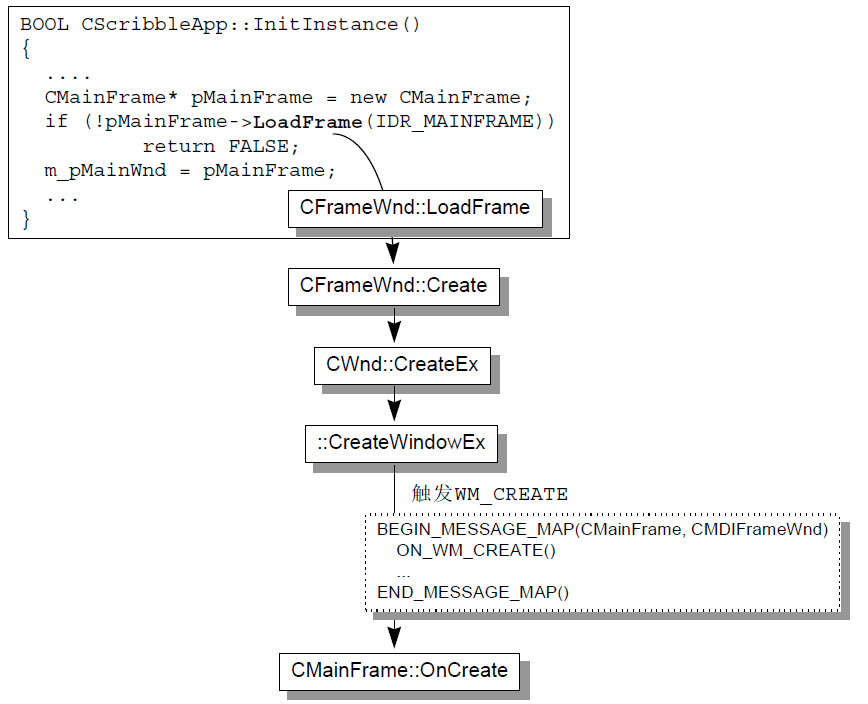 BOOL CScribbleApp::InitInstance()
{
....
CMainFrame* pMainFrame = new CMainFrame;
if (!pMainFrame->LoadFrame(IDR_MAINFRAME))
return FALSE;
m_pMainWnd = pMainFrame;
...
}
CFrameWnd::LoadFrame
CFrameWnd::Create
CWnd::CreateEx
::CreateWindowEx
触发WM_CREATE
BEGIN_MESSAGE_MAP(CMainFrame, CMDIFrameWnd)
ON_WM_CREATE()
...
END_MESSAGE_MAP()
CMainFrame::OnCreate